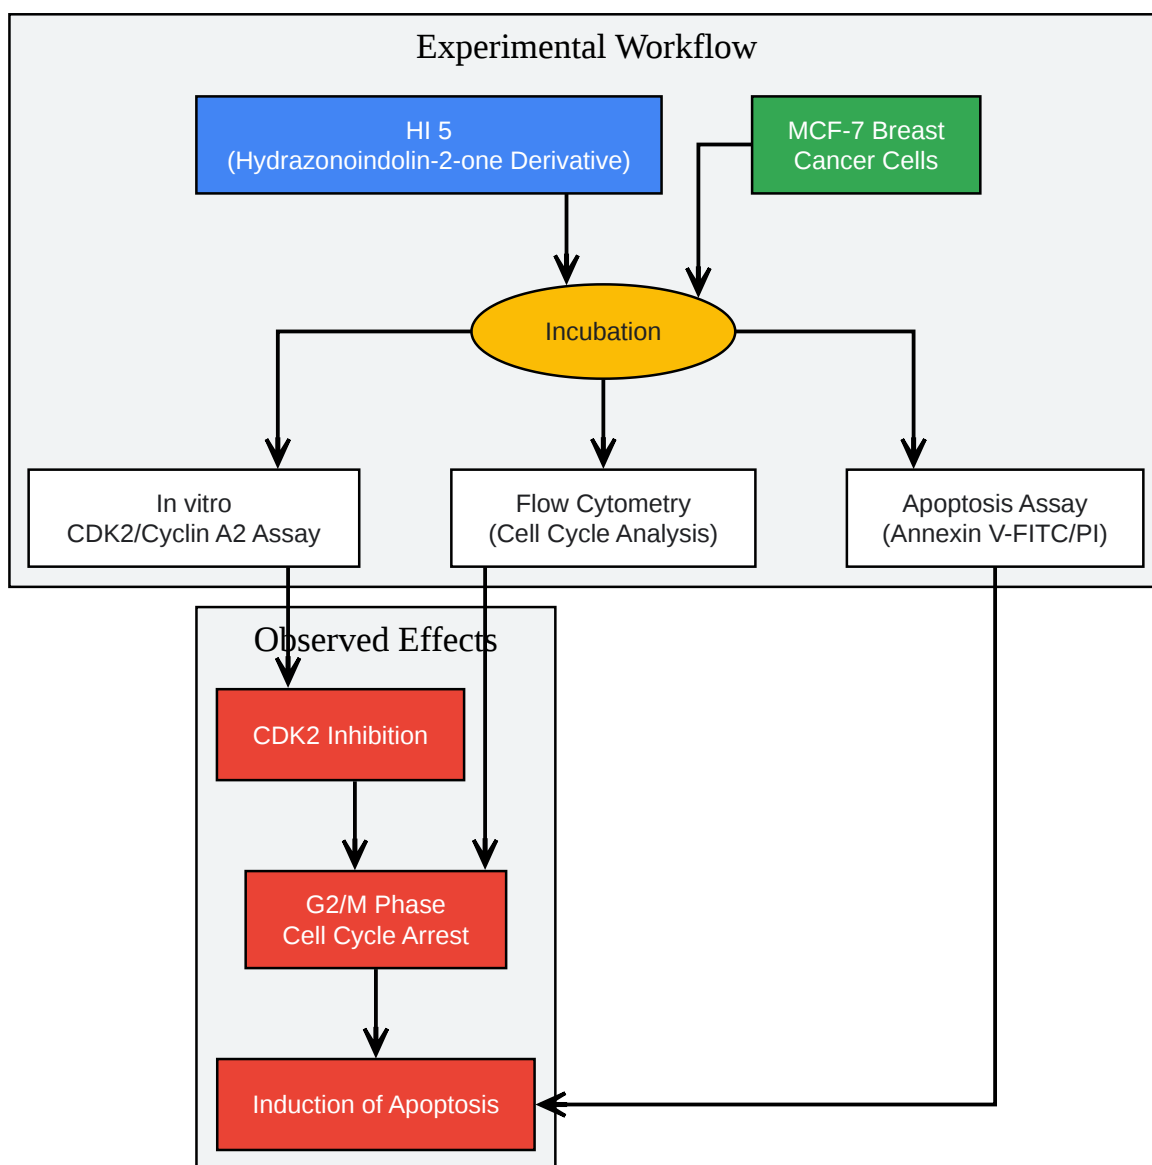 Experimental Workflow
HI 5
(Hydrazonoindolin-2-one Derivative)
MCF-7 Breast
Cancer Cells
Incubation
In vitro
CDK2/Cyclin A2 Assay
Flow Cytometry
(Cell Cycle Analysis)
Apoptosis Assay
(Annexin V-FITC/PI)
Observed Effects
CDK2 Inhibition
G2/M Phase
Cell Cycle Arrest
Induction of Apoptosis